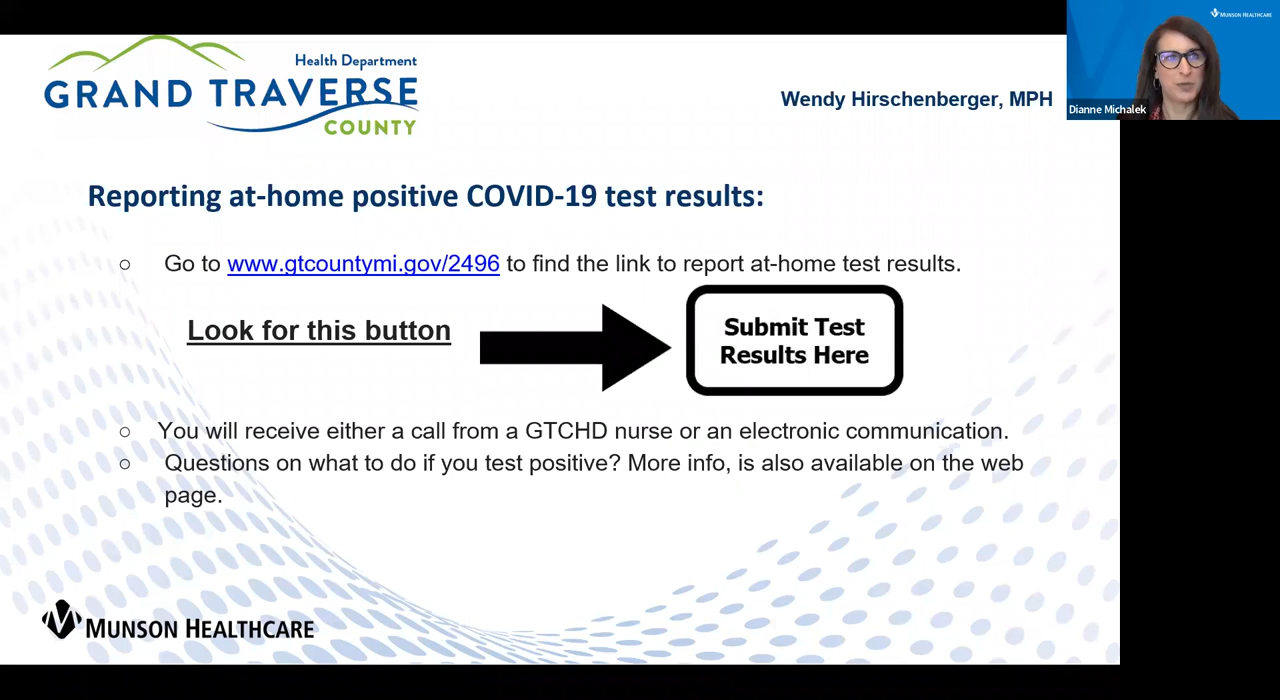 Health Department
GRAND TRAVERSE
COUNTY
Wendy Hirschenberger, MPH
MUNSON HEALTHCARE
Dianne Michalek
Reporting at-home positive COVID-19 test results:
○ Go to www.gtcountymi.gov/2496 to find the link to report at-home test results.
Look for this button
Submit Test
Results Here
○ You will receive either a call from a GTCHD nurse or an electronic communication.
○ Questions on what to do if you test positive? More info, is also available on the web
page.
MUNSON HEALTHCARE